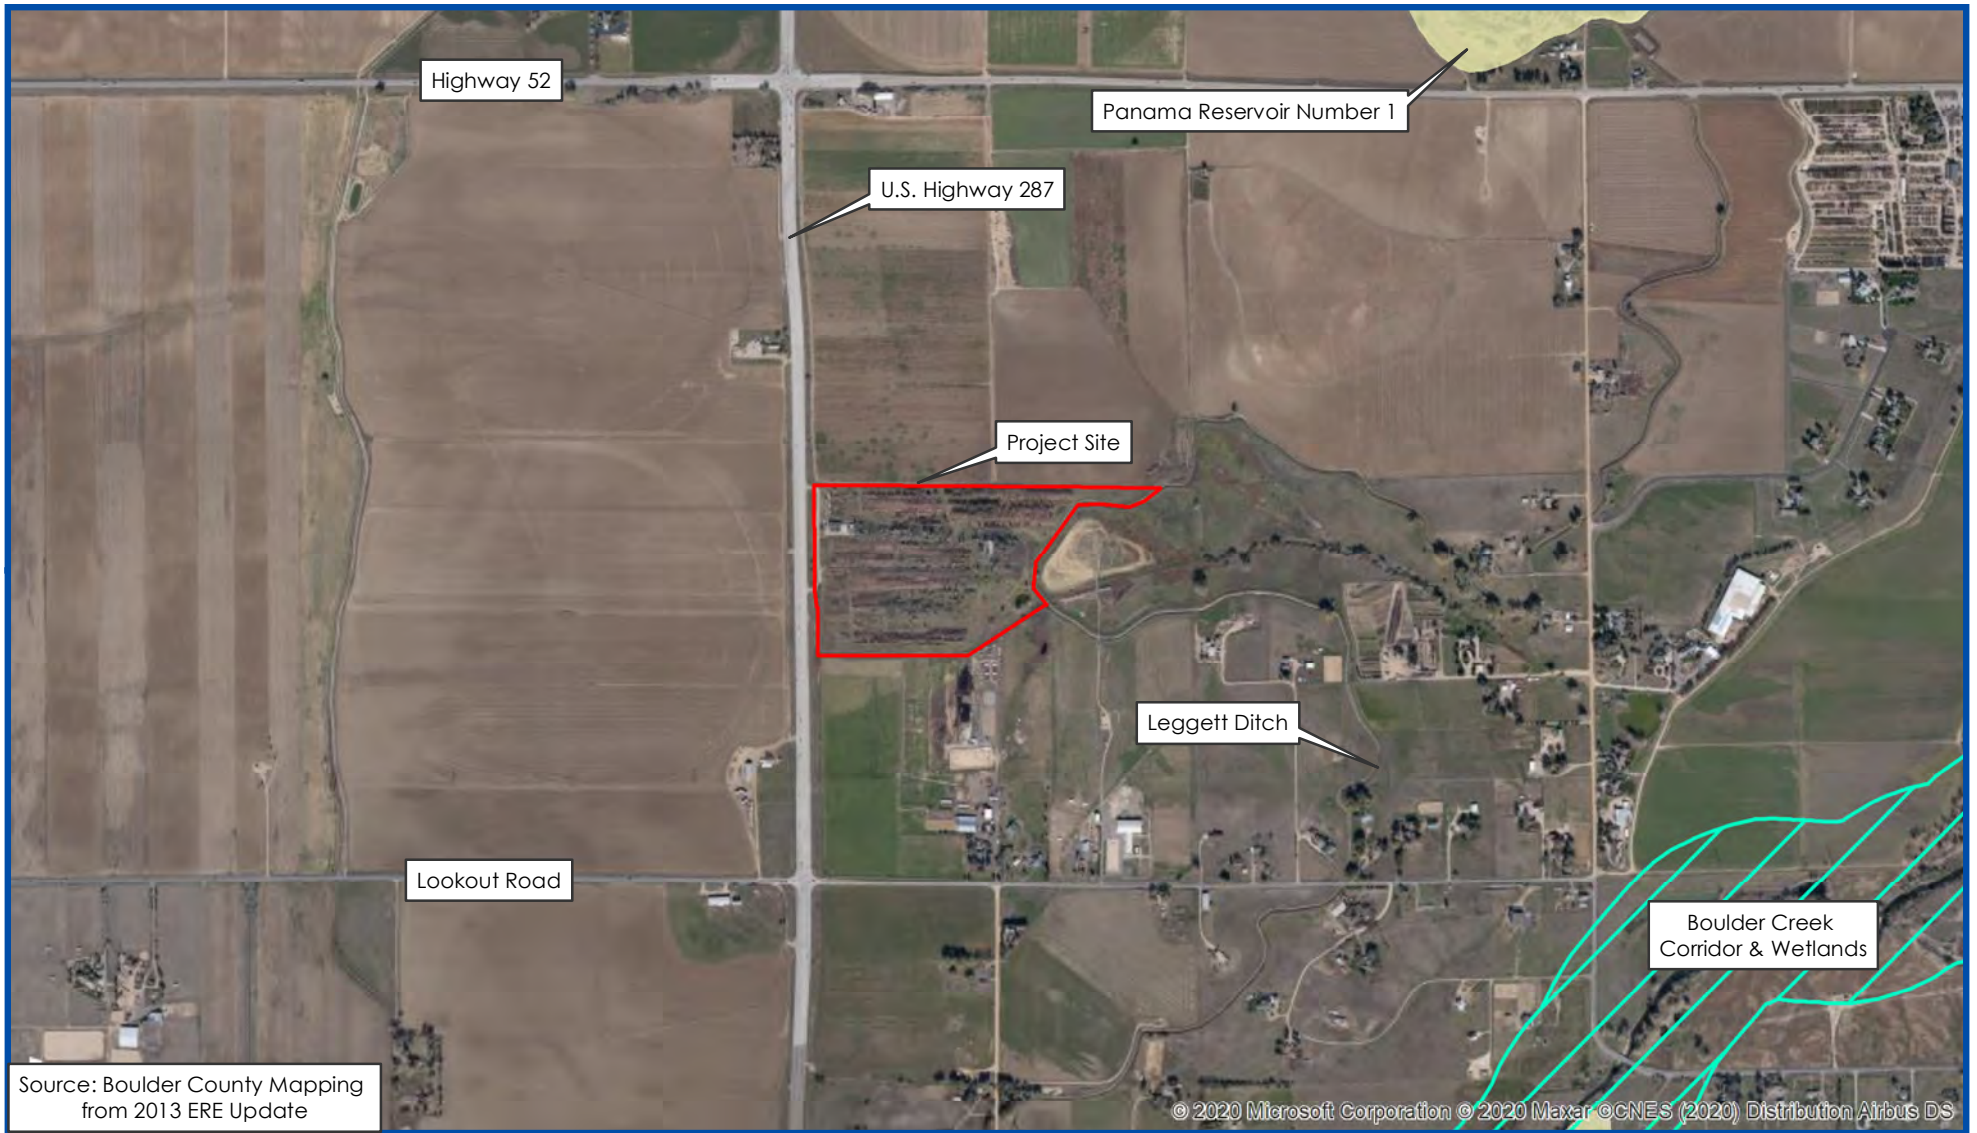 Highway 52
Panama Reservoir Number 1
U.S. Highway 287
Project Site
Leggett Ditch
Lookout Road
Boulder Creek
Corridor & Wetlands
Source: Boulder County Mapping
from 2013 ERE Update
© 2020 Microsoft Corporation © 2020 Maxar ©CNES (2020) Distribution Airbus DS